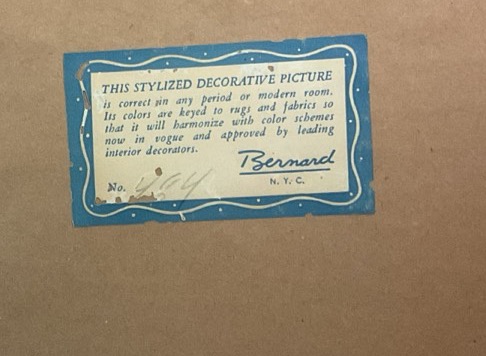 THIS STYLIZED DECORATIVE PICTURE
is correct in any period or modern room.
Its colors are keyed to rugs and fabrics so
that it will harmonize with color schemes
now in vogue and approved by leading
interior decorators.
Bernard
N. Y. C.
No.